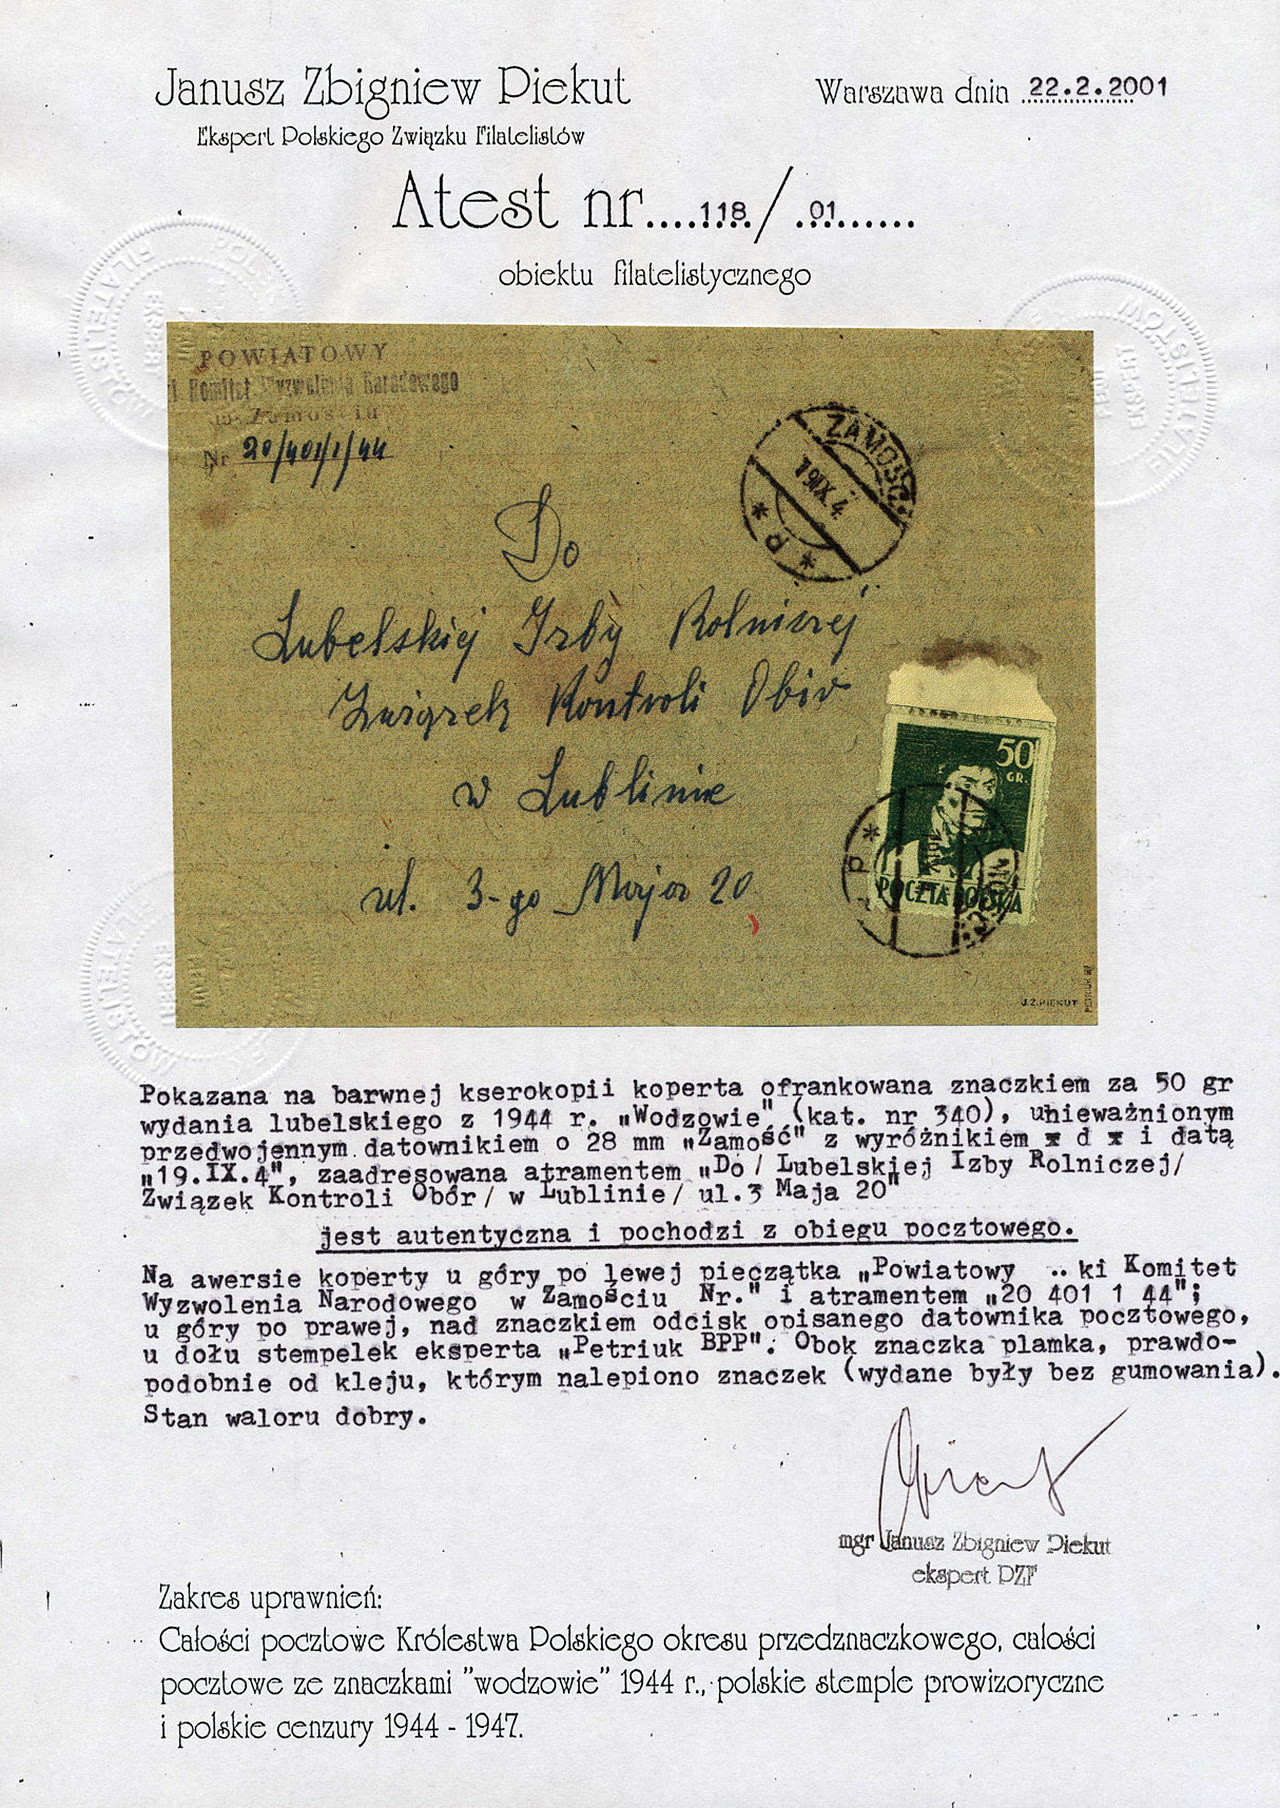 Janusz Zbigniew Piekut
Warszawa dnia 22.2.2001
Ekspert Polskiego Związku Filatelistów
Atest nr....118/.01......
obiektu filatelistycznego
POWIATOWY
Komitet Wyzwolenia Narodowego
w Zamościu
Nr 20/401/1/44
ZAMOŚĆ
19 IX. 4
* d *
Do
Lubelskiej Izby Rolniczej
Związek Kontroli Obór
w Lublinie
ul. 3-go Maja 20
50
GR.
POCZTA POLSKA
J.Z.PIEKUT
Pokazana na barwnej kserokopii koperta ofrankowana znaczkiem za 50 gr
wydania lubelskiego z 1944 r. „Wodzowie" (kat. nr 340), unieważnionym
przedwojennym datownikiem o 28 mm „Zamość" z wyróżnikiem x d x i datą
„19.IX.4", zaadresowana atramentem „Do/ Lubelskiej Izby Rolniczej/
Związek Kontroli Obór/ w Lublinie/ ul.3 Maja 20"
jest autentyczna i pochodzi z obiegu pocztowego.
Na awersie koperty u góry po lewej pieczątka „Powiatowy ..ki Komitet
Wyzwolenia Narodowego w Zamościu Nr." i atramentem „20 401 1 44";
u góry po prawej, nad znaczkiem odcisk opisanego datownika pocztowego,
u dołu stempelek eksperta „Petriuk BPP". Obok znaczka plamka, prawdo-
podobnie od kleju, którym nalepiono znaczek (wydane były bez gumowania).
Stan waloru dobry.
mgr Janusz Zbigniew Piekut
ekspert PZF
Zakres uprawnień:
Całości pocztowe Królestwa Polskiego okresu przedznaczkowego, całości
pocztowe ze znaczkami "wodzowie" 1944 r., polskie stemple prowizoryczne
i polskie cenzury 1944 - 1947.